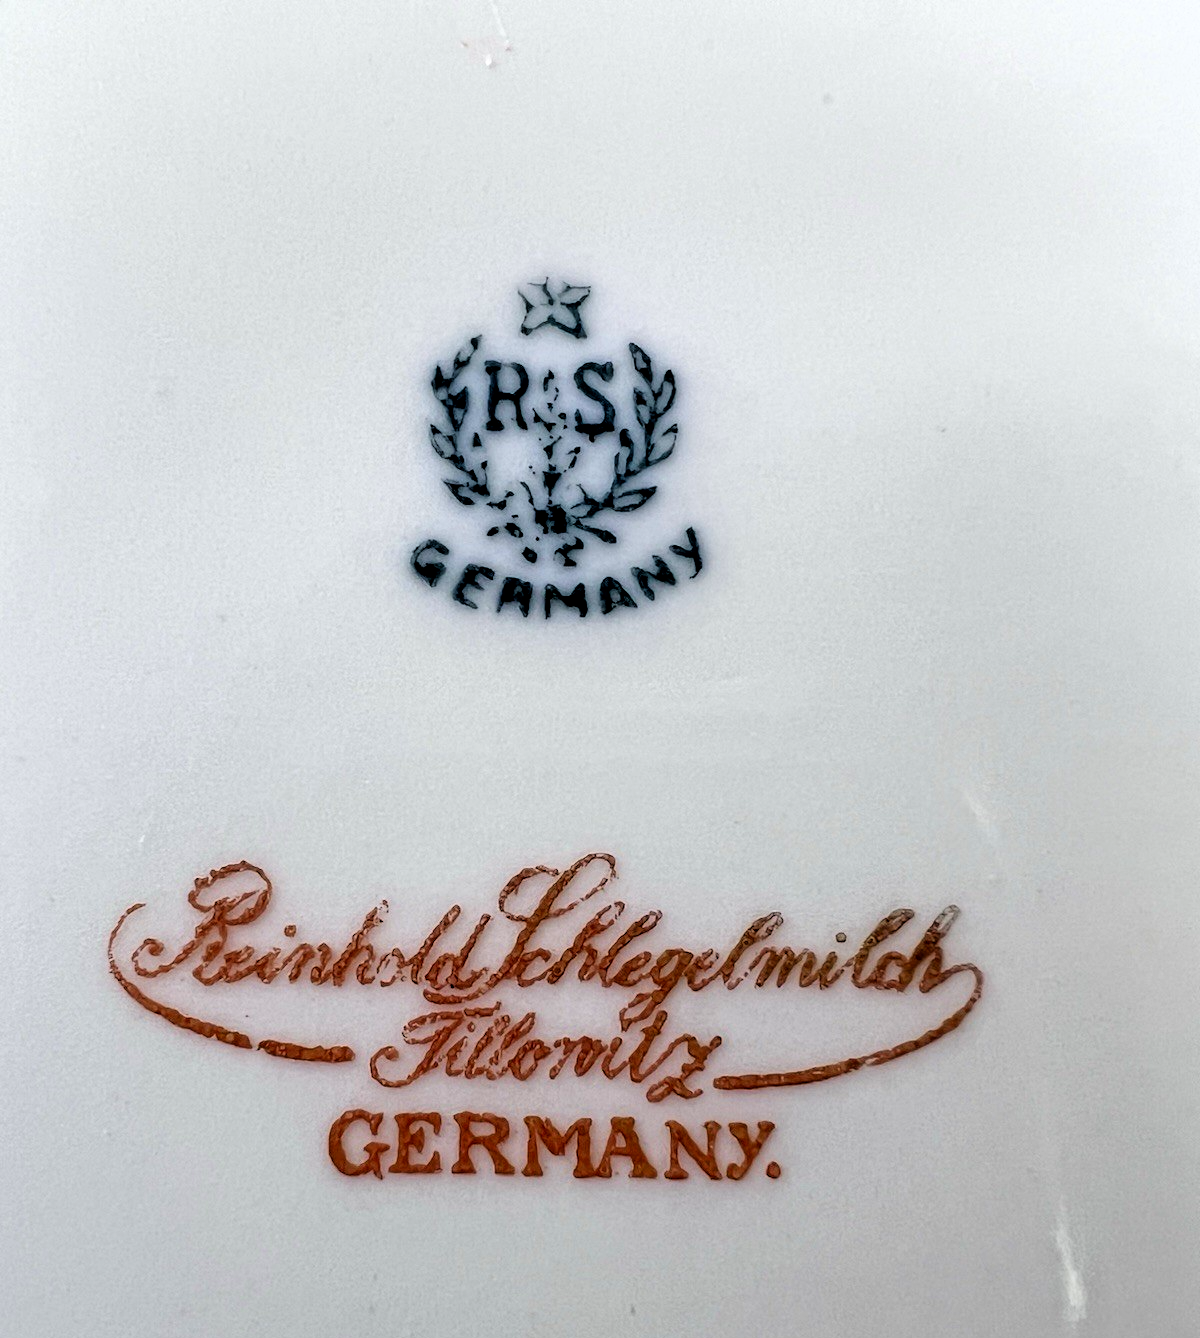 R S
GERMANY
Reinhold Schlegelmilch
Tillowitz
GERMANY.